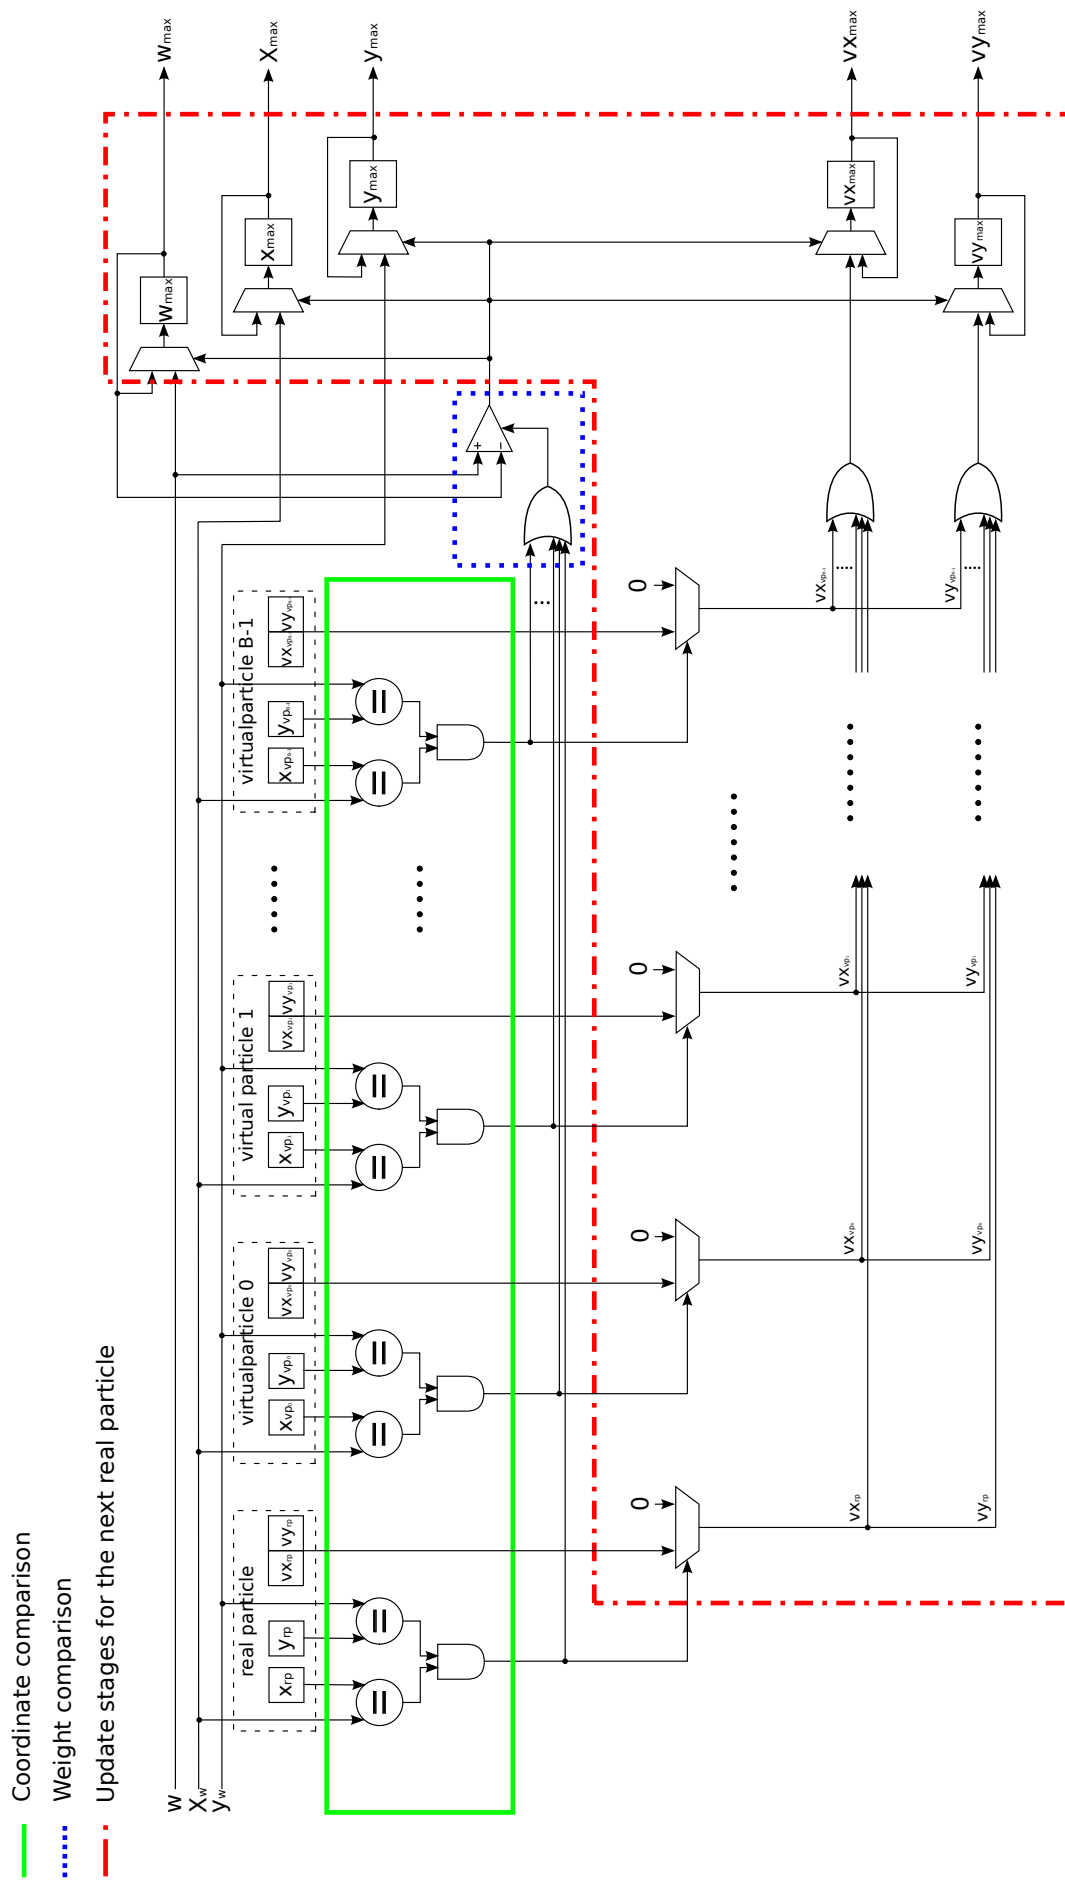 Coordinate comparison
Weight comparison
Update stages for the next real particle
w
Xw
yw
real particle
xrp
yrp
vxrp vyrp
virtualparticle 0
xvp0
yvp0
vxvp0 vyvp0
virtual particle 1
xvp1
yvp1
vxvp1 vyvp1
virtualparticle B-1
xvpB-1
yvpB-1
vxvpB-1 vyvpB-1
=
=
=
=
=
=
=
=
+
−
0
0
0
0
vxrp
vyrp
vxvp0
vyvp0
vxvp1
vyvp1
vxvpB-1
vyvpB-1
wmax
xmax
ymax
vxmax
vymax
wmax
Xmax
ymax
vxmax
vymax